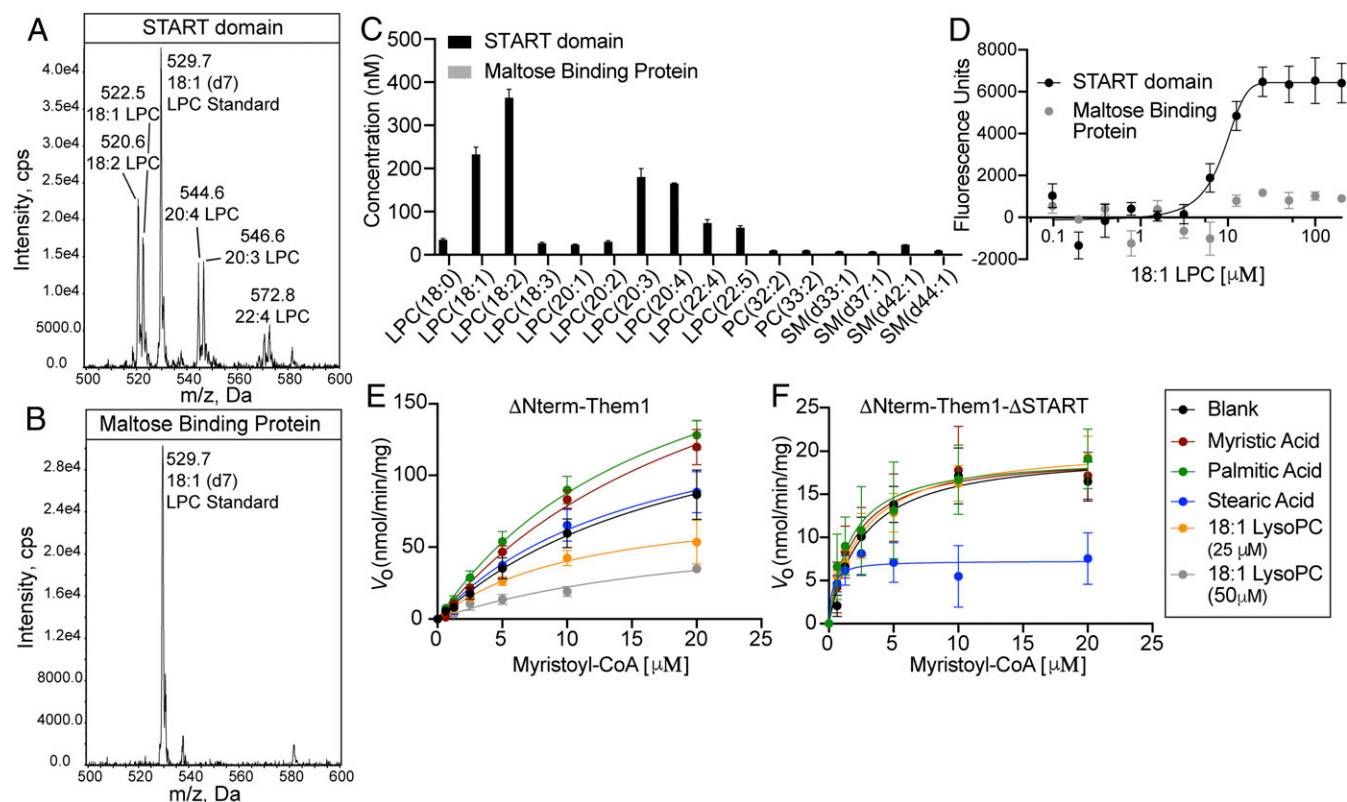 A
START domain
Intensity, cps
4.0e4
3.5e4
3.0e4
2.5e4
2.0e4
1.5e4
1.0e4
5000.0
0.0
529.7
18:1 (d7)
LPC Standard
522.5
18:1 LPC
520.6
18:2 LPC
544.6
20:4 LPC
546.6
20:3 LPC
572.8
22:4 LPC
500 520 540 560 580 600
m/z, Da
B
Maltose Binding Protein
Intensity, cps
2.8e4
2.4e4
2.0e4
1.6e4
1.2e4
8000.0
4000.0
0.0
529.7
18:1 (d7)
LPC Standard
500 520 540 560 580 600
m/z, Da
C
START domain
Maltose Binding Protein
Concentration (nM)
500
400
300
200
100
0
LPC(18:0)
LPC(18:1)
LPC(18:2)
LPC(18:3)
LPC(20:1)
LPC(20:2)
LPC(20:3)
LPC(20:4)
LPC(22:4)
LPC(22:5)
PC(32:2)
PC(33:2)
SM(d33:1)
SM(d37:1)
SM(d42:1)
SM(d44:1)
D
START domain
Maltose Binding
Protein
Fluorescence Units
8000
6000
4000
2000
0
-2000
0.1 1 10 100
18:1 LPC [μM]
E
ΔNterm-Them1
V0 (nmol/min/mg)
150
100
50
0
0 5 10 15 20 25
Myristoyl-CoA [μM]
F
ΔNterm-Them1-ΔSTART
V0 (nmol/min/mg)
25
20
15
10
5
0
0 5 10 15 20 25
Myristoyl-CoA [μM]
Blank
Myristic Acid
Palmitic Acid
Stearic Acid
18:1 LysoPC
(25 μM)
18:1 LysoPC
(50μM)